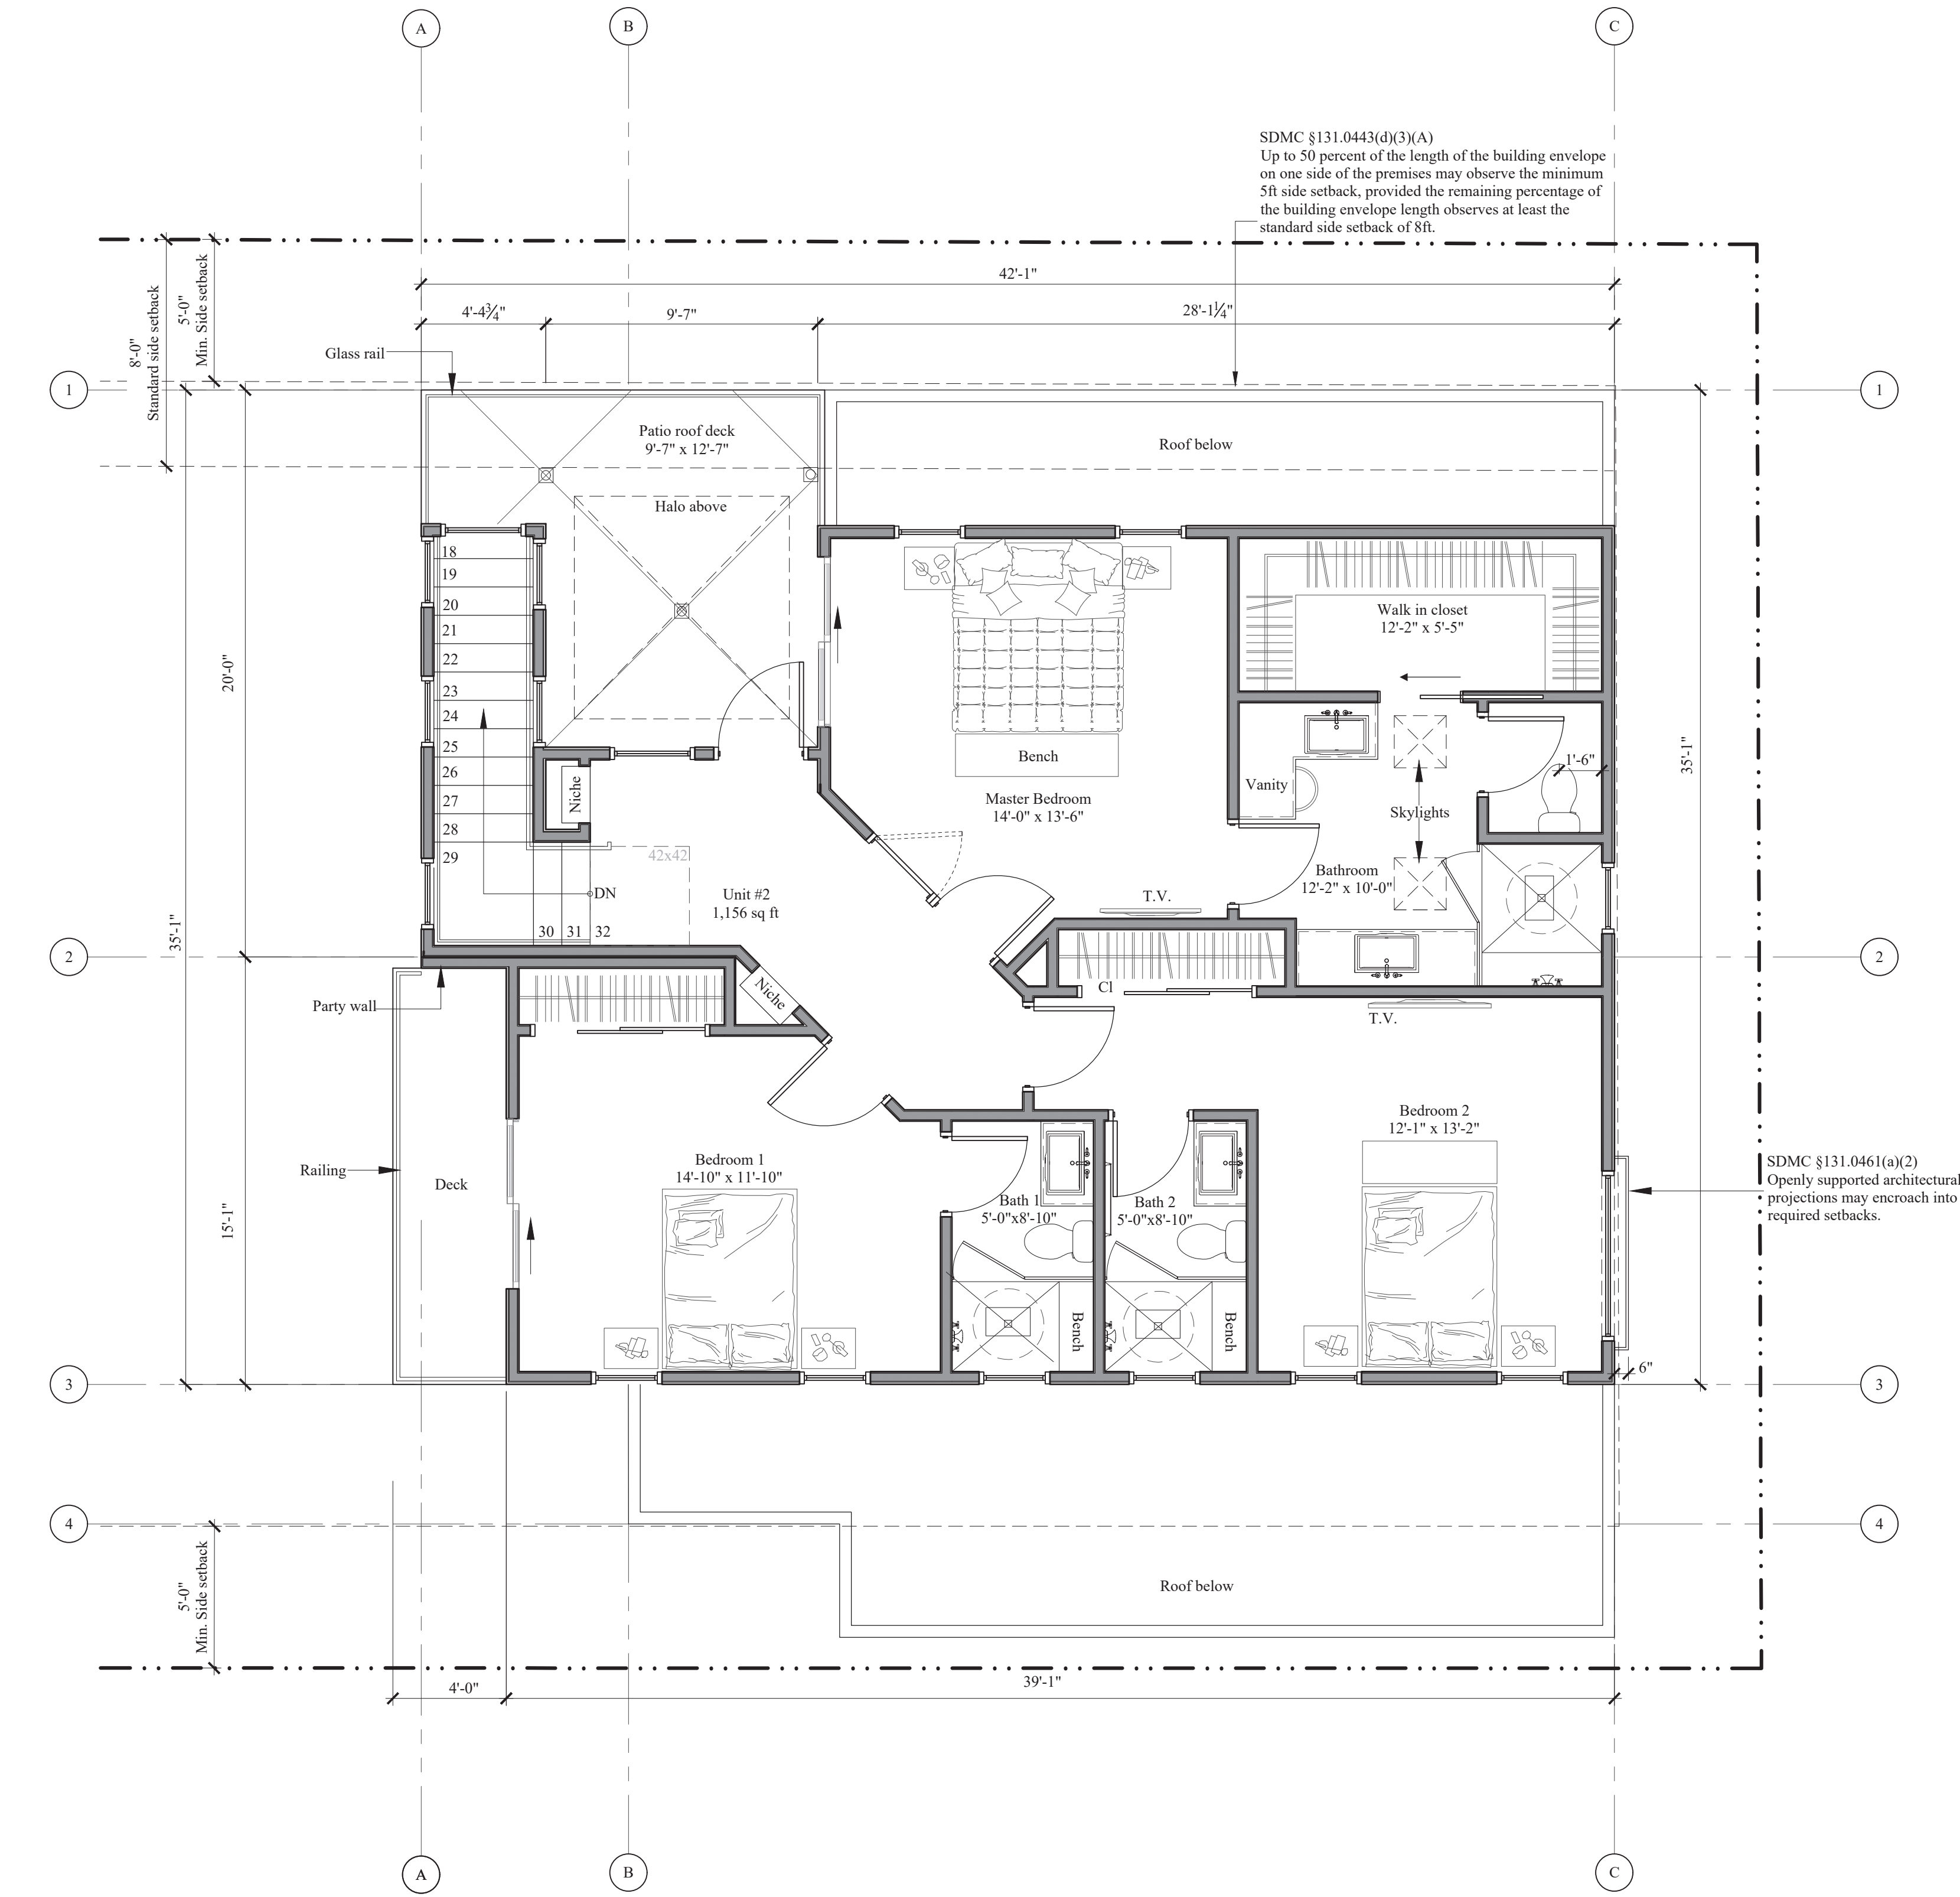 A
B
C
SDMC §131.0443(d)(3)(A)
Up to 50 percent of the length of the building envelope
on one side of the premises may observe the minimum
5ft side setback, provided the remaining percentage of
the building envelope length observes at least the
standard side setback of 8ft.
42'-1"
4'-4¾"
9'-7"
28'-1¼"
8'-0"
Standard side setback
5'-0"
Min. Side setback
Glass rail
1
1
Patio roof deck
9'-7" x 12'-7"
Roof below
Halo above
18
19
20
21
22
23
24
25
26
27
28
29
30
31
32
20'-0"
35'-1"
35'-1"
Walk in closet
12'-2" x 5'-5"
Bench
Master Bedroom
14'-0" x 13'-6"
Niche
Vanity
1'-6"
Skylights
42x42
DN
Unit #2
1,156 sq ft
Bathroom
12'-2" x 10'-0"
T.V.
2
2
Party wall
Niche
Cl
T.V.
Railing
Deck
Bedroom 1
14'-10" x 11'-10"
Bath 1
5'-0"x8'-10"
Bath 2
5'-0"x8'-10"
Bedroom 2
12'-1" x 13'-2"
SDMC §131.0461(a)(2)
Openly supported architectural
projections may encroach into
required setbacks.
15'-1"
Bench
Bench
6"
3
3
4
4
5'-0"
Min. Side setback
Roof below
4'-0"
39'-1"
A
B
C